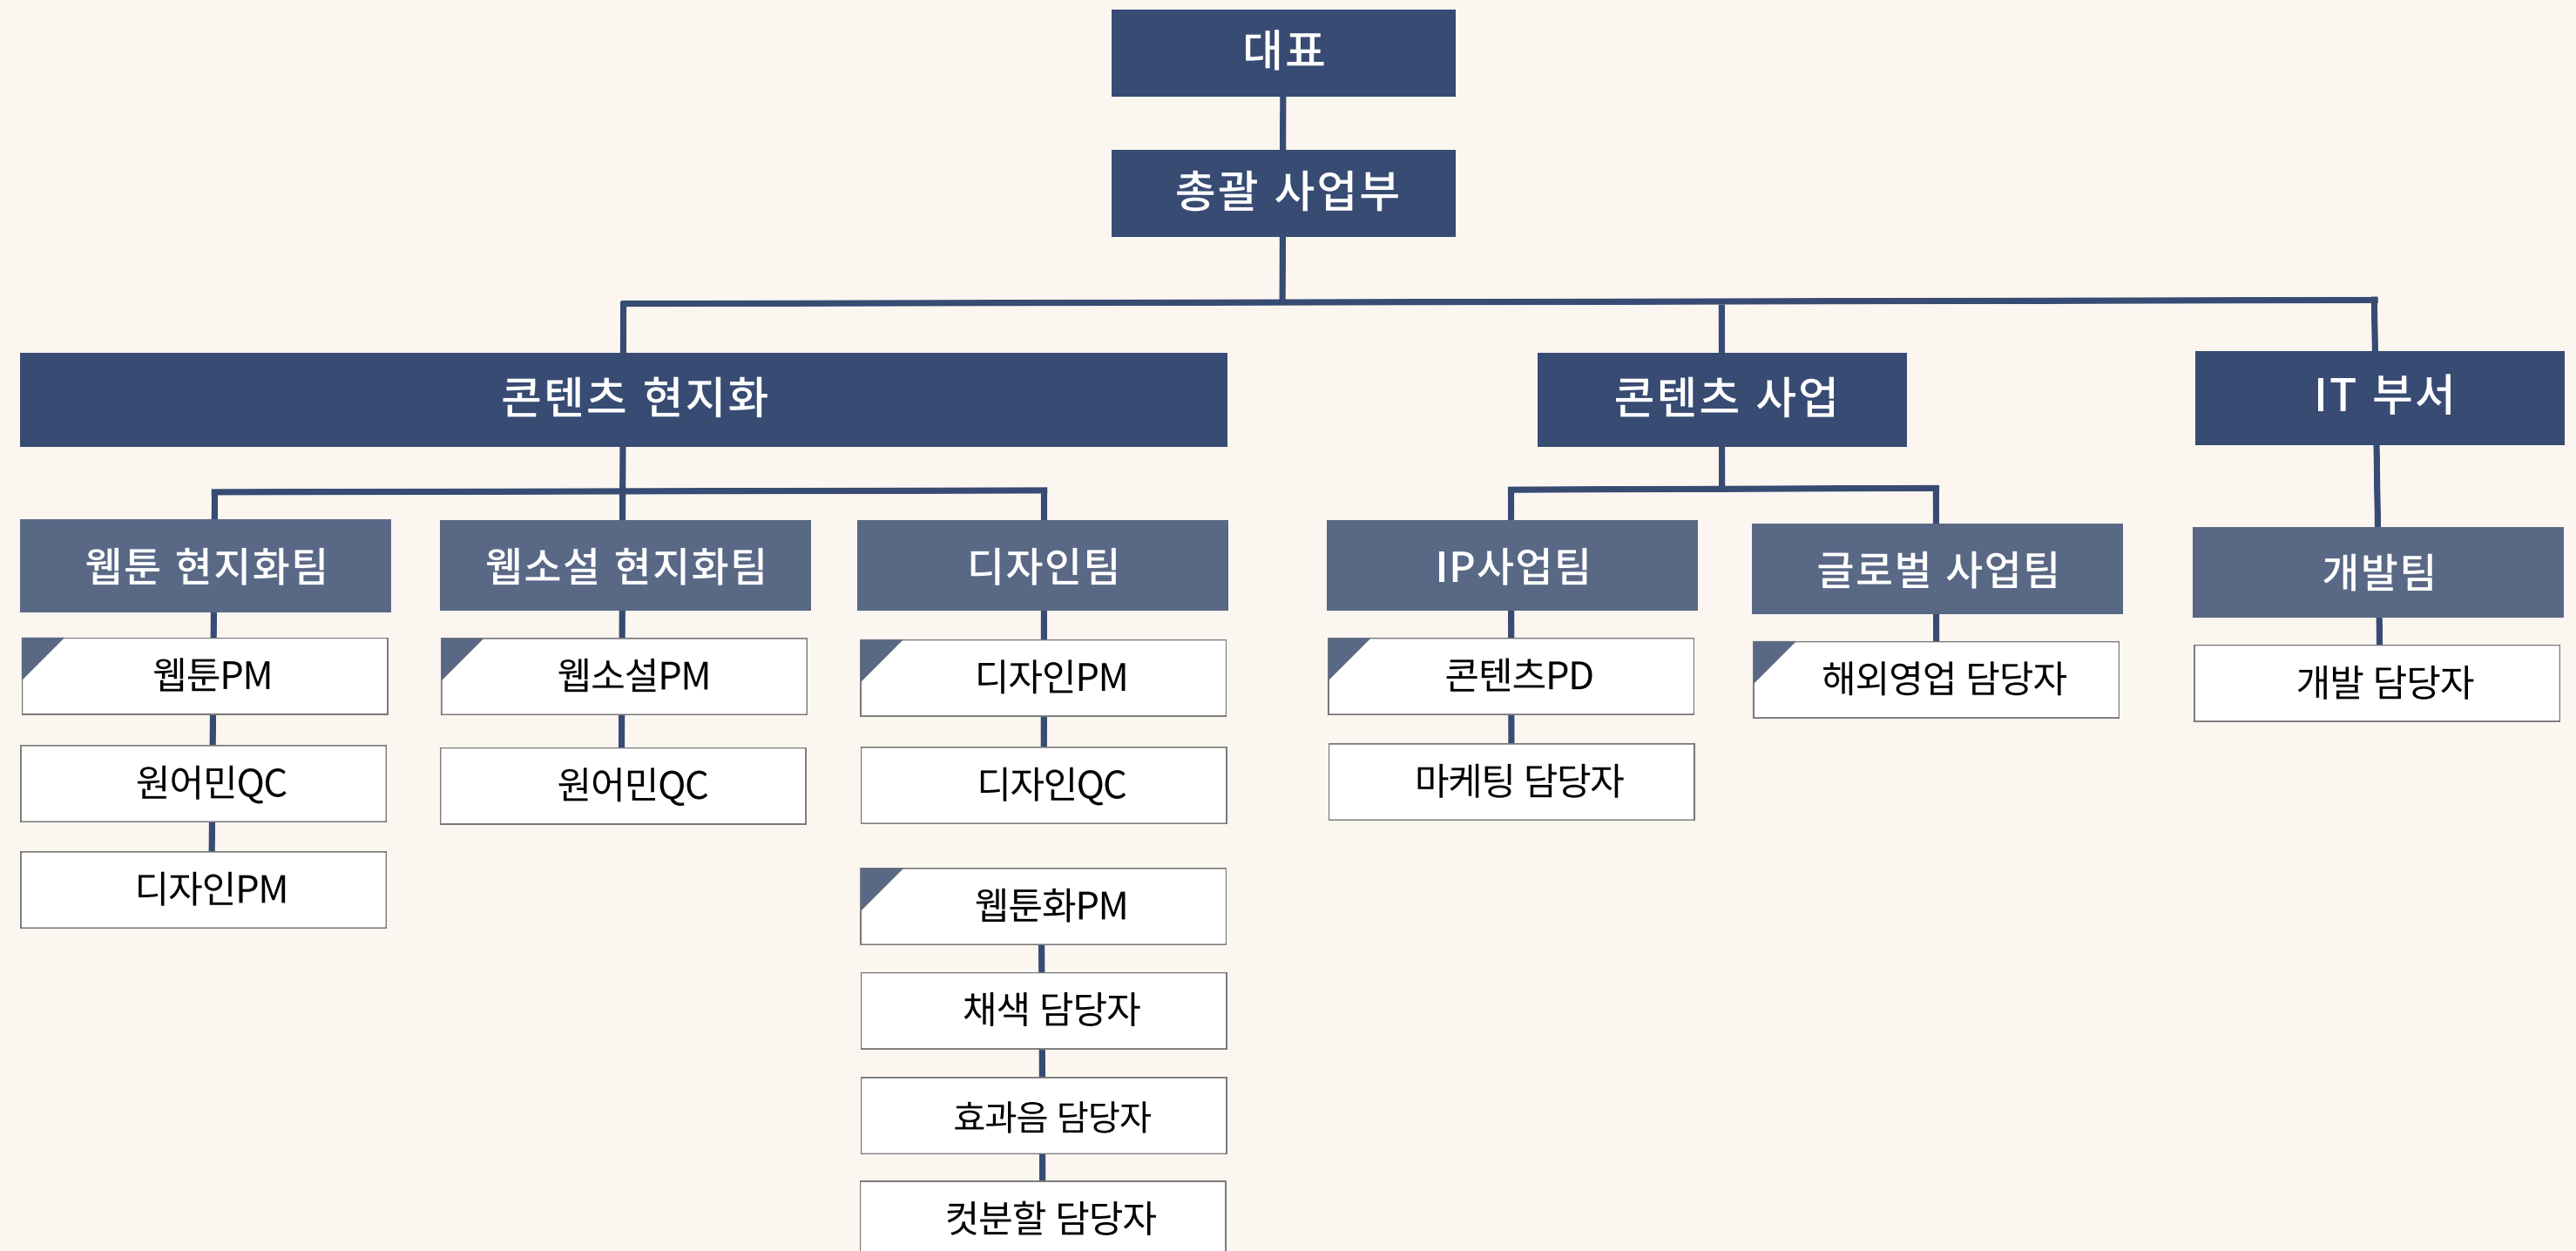 대표
총괄 사업부
콘텐츠 현지화
콘텐츠 사업
IT 부서
웹툰 현지화팀
웹소설 현지화팀
디자인팀
IP사업팀
글로벌 사업팀
개발팀
웹툰PM
웹소설PM
디자인PM
콘텐츠PD
해외영업 담당자
개발 담당자
원어민QC
원어민QC
디자인QC
마케팅 담당자
디자인PM
웹툰화PM
채색 담당자
효과음 담당자
컷분할 담당자